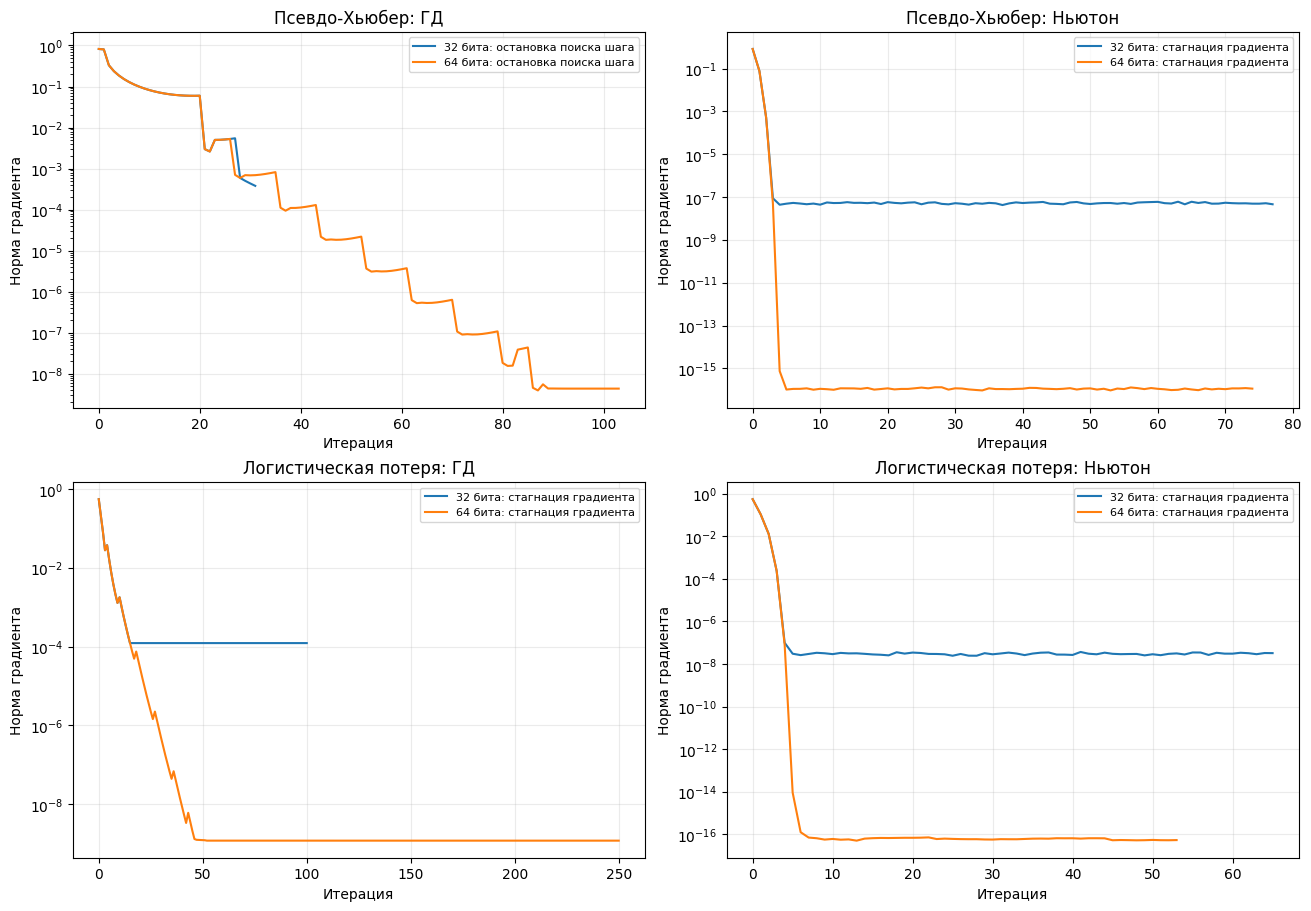 Псевдо-Хьюбер: ГД
32 бита: остановка поиска шага
64 бита: остановка поиска шага
Норма градиента
10^0
10^-1
10^-2
10^-3
10^-4
10^-5
10^-6
10^-7
10^-8
0 20 40 60 80 100
Итерация
Псевдо-Хьюбер: Ньютон
32 бита: стагнация градиента
64 бита: стагнация градиента
Норма градиента
10^-1
10^-3
10^-5
10^-7
10^-9
10^-11
10^-13
10^-15
0 10 20 30 40 50 60 70 80
Итерация
Логистическая потеря: ГД
32 бита: стагнация градиента
64 бита: стагнация градиента
Норма градиента
10^0
10^-2
10^-4
10^-6
10^-8
0 50 100 150 200 250
Итерация
Логистическая потеря: Ньютон
32 бита: стагнация градиента
64 бита: стагнация градиента
Норма градиента
10^0
10^-2
10^-4
10^-6
10^-8
10^-10
10^-12
10^-14
10^-16
0 10 20 30 40 50 60
Итерация